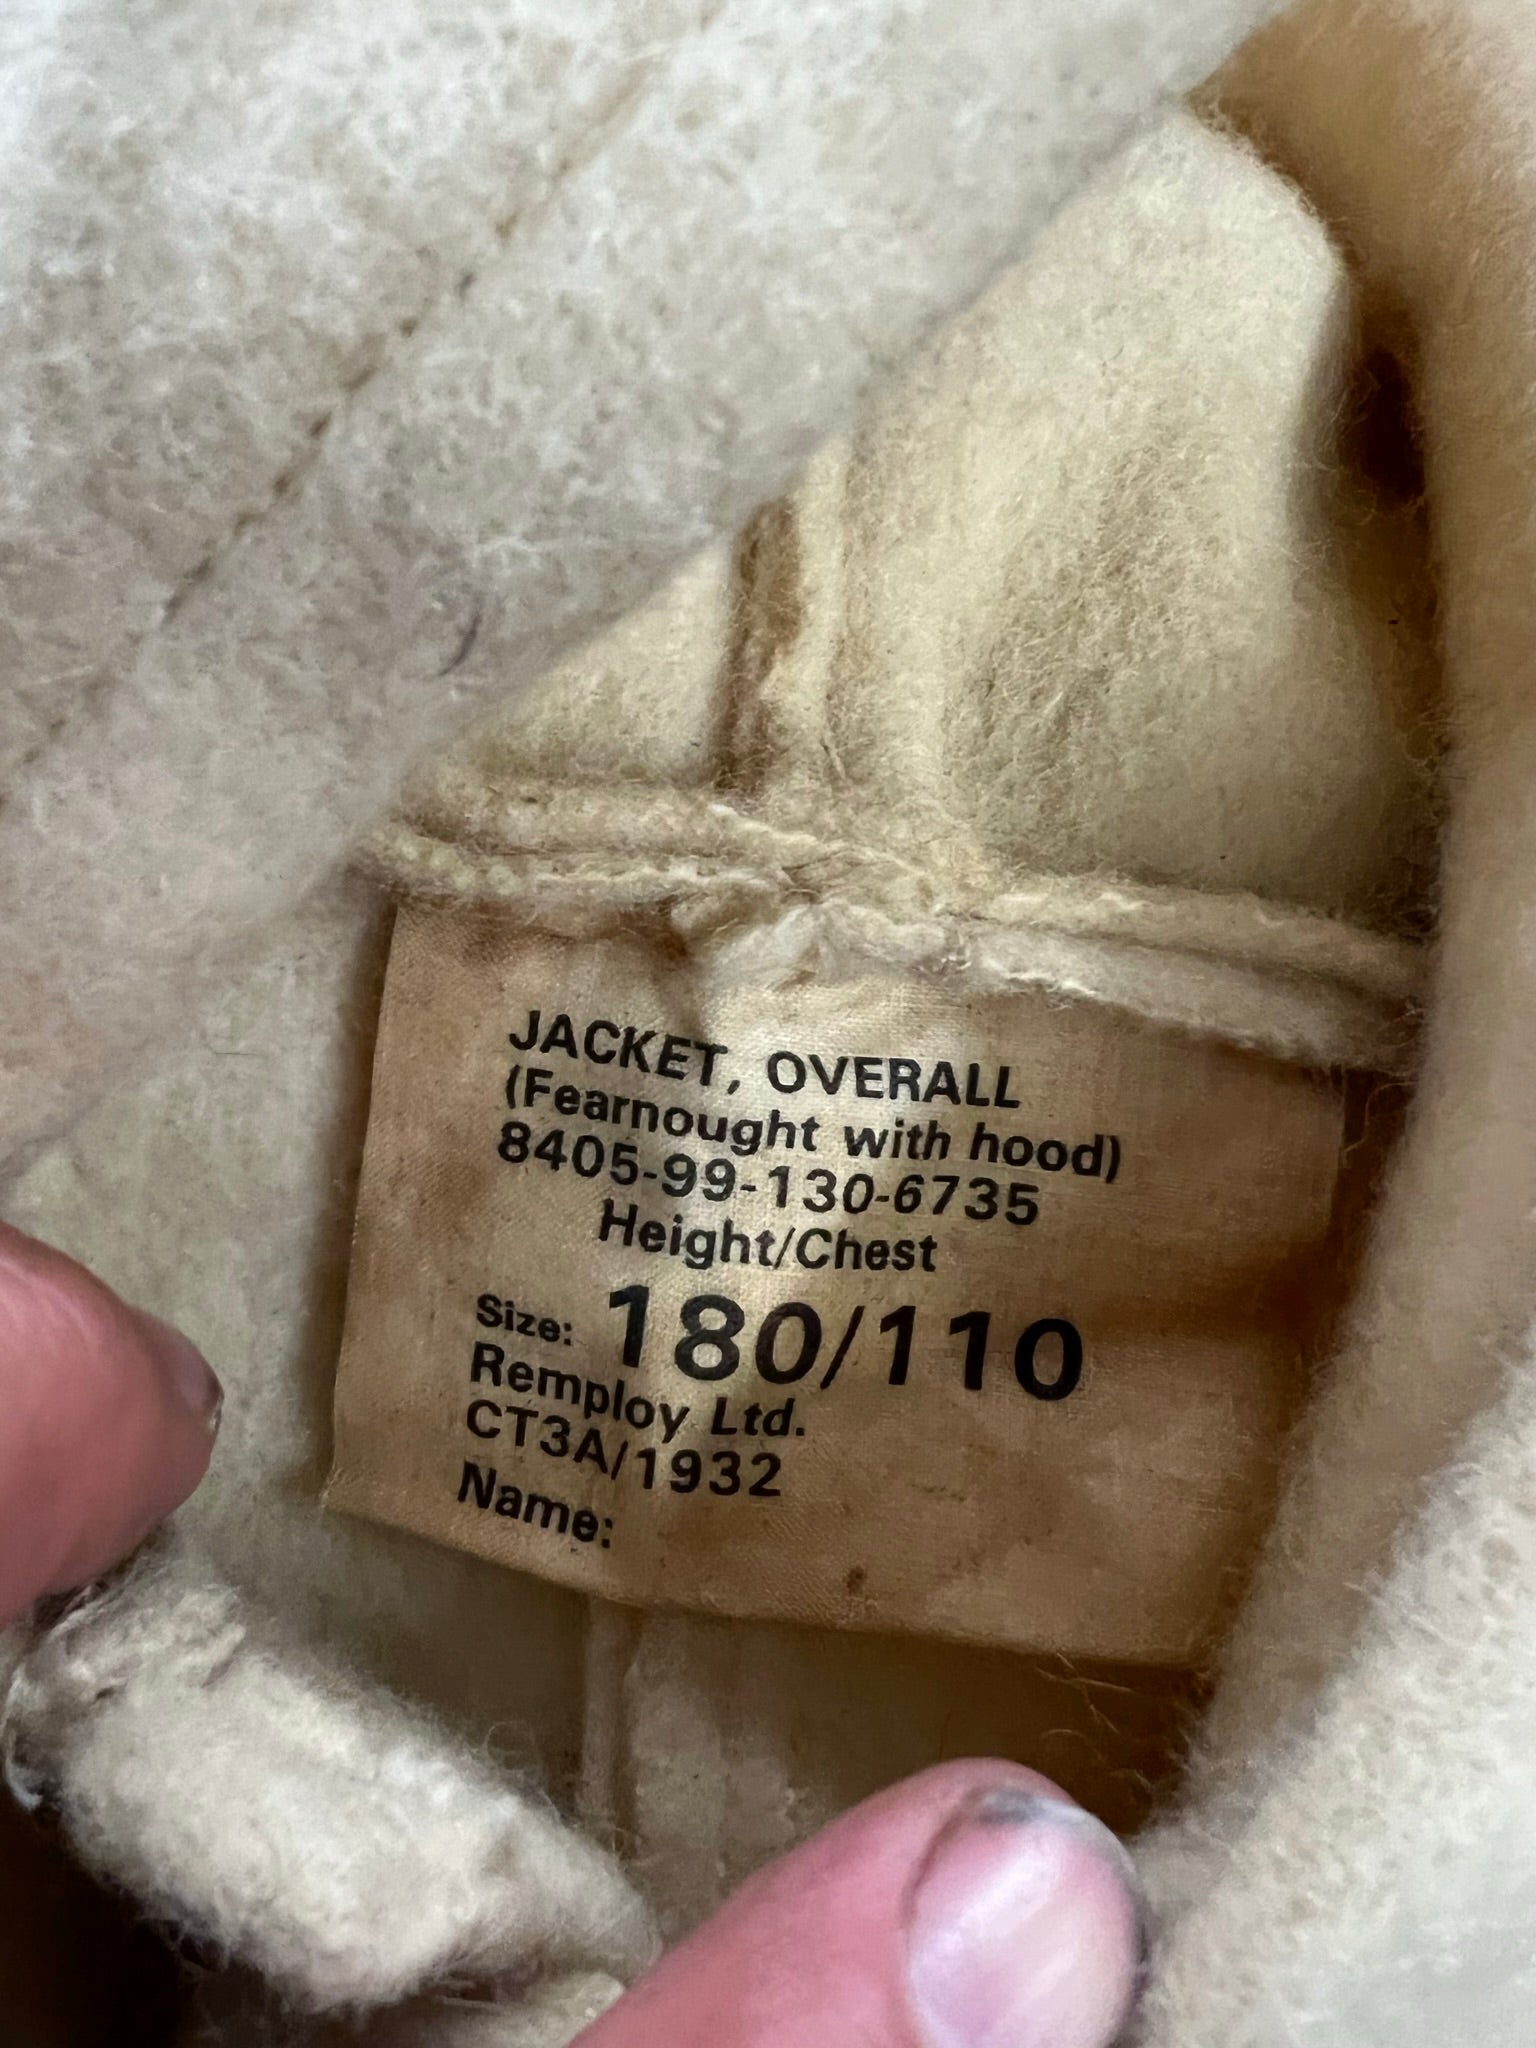 JACKET, OVERALL
(Fearnought with hood)
8405-99-130-6735
Height/Chest
Size: 180/110
Remploy Ltd.
CT3A/1932
Name: